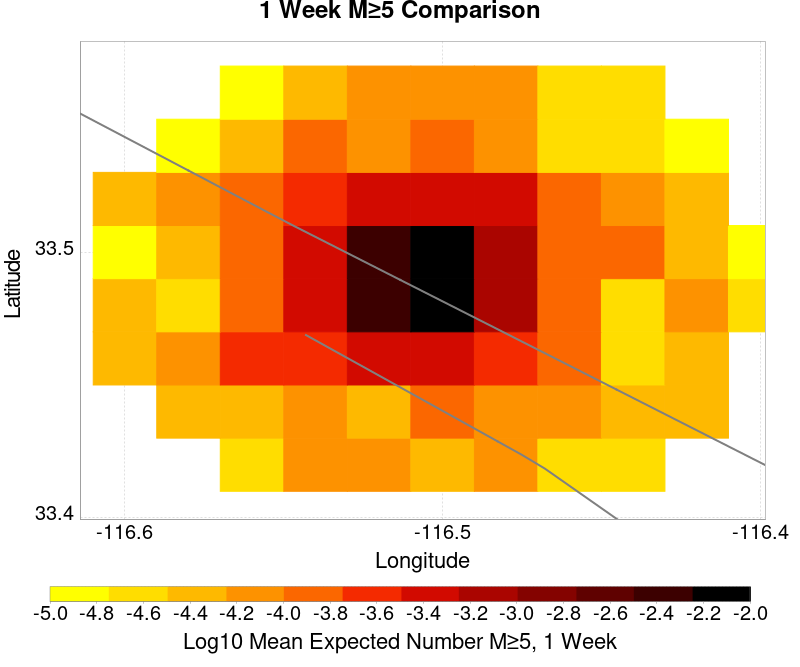 1 Week M≥5 Comparison
Latitude
33.5
33.4
-116.6 -116.5 -116.4
Longitude
-5.0 -4.8 -4.6 -4.4 -4.2 -4.0 -3.8 -3.6 -3.4 -3.2 -3.0 -2.8 -2.6 -2.4 -2.2 -2.0
Log10 Mean Expected Number M≥5, 1 Week